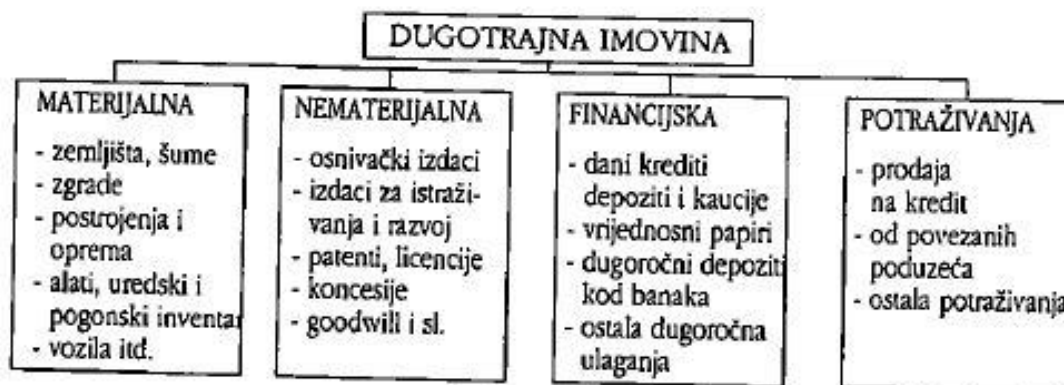 DUGOTRAJNA IMOVINA
MATERIJALNA
- zemljišta, šume
- zgrade
- postrojenja i
oprema
- alati, uredski i
pogonski inventar
- vozila itd.
NEMATERIJALNA
- osnivački izdaci
- izdaci za istraži-
vanja i razvoj
- patenti, licencije
- koncesije
- goodwill i sl.
FINANCIJSKA
- dani krediti
depoziti i kaucije
- vrijednosni papiri
- dugoročni depoziti
kod banaka
- ostala dugoročna
ulaganja
POTRAŽIVANJA
- prodaja
na kredit
- od povezanih
poduzeća
- ostala potraživanja